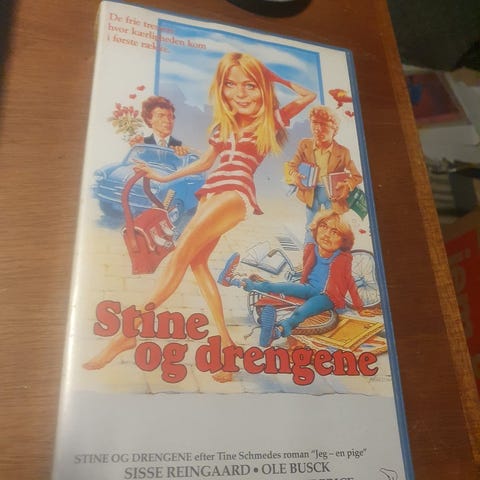 De frie tressere,
hvor kærligheden kom
i første række.
Stine
og drengene
STINE OG DRENGENE efter Tine Schmedes roman "Jeg – en pige"
SISSE REINGAARD • OLE BUSCK